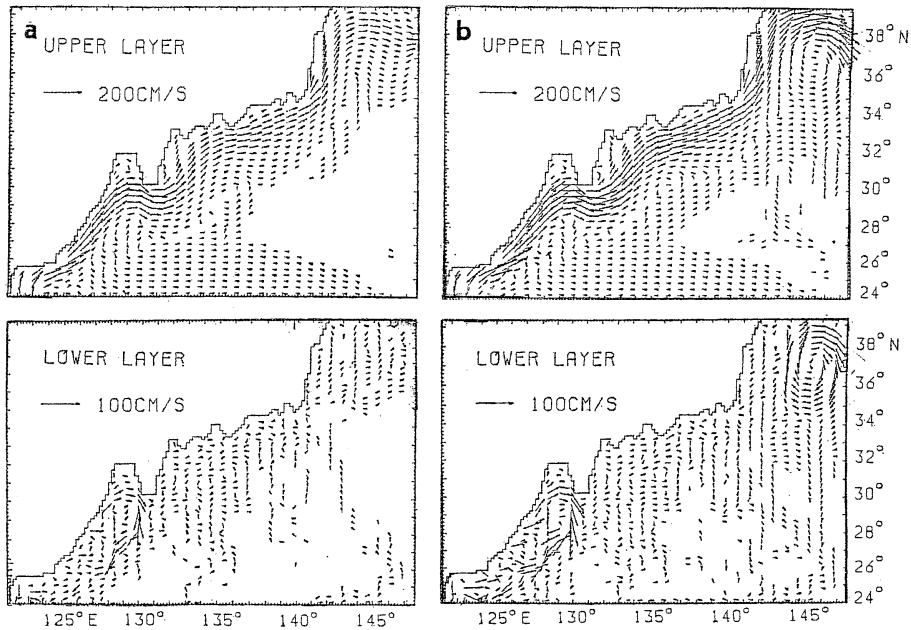 a
UPPER LAYER
200CM/S
b
UPPER LAYER
200CM/S
38° N
36°
34°
32°
30°
28°
26°
24°
LOWER LAYER
100CM/S
LOWER LAYER
100CM/S
38° N
36°
34°
32°
30°
28°
26°
24°
125°E 130° 135° 140° 145°
125°E 130° 135° 140° 145°